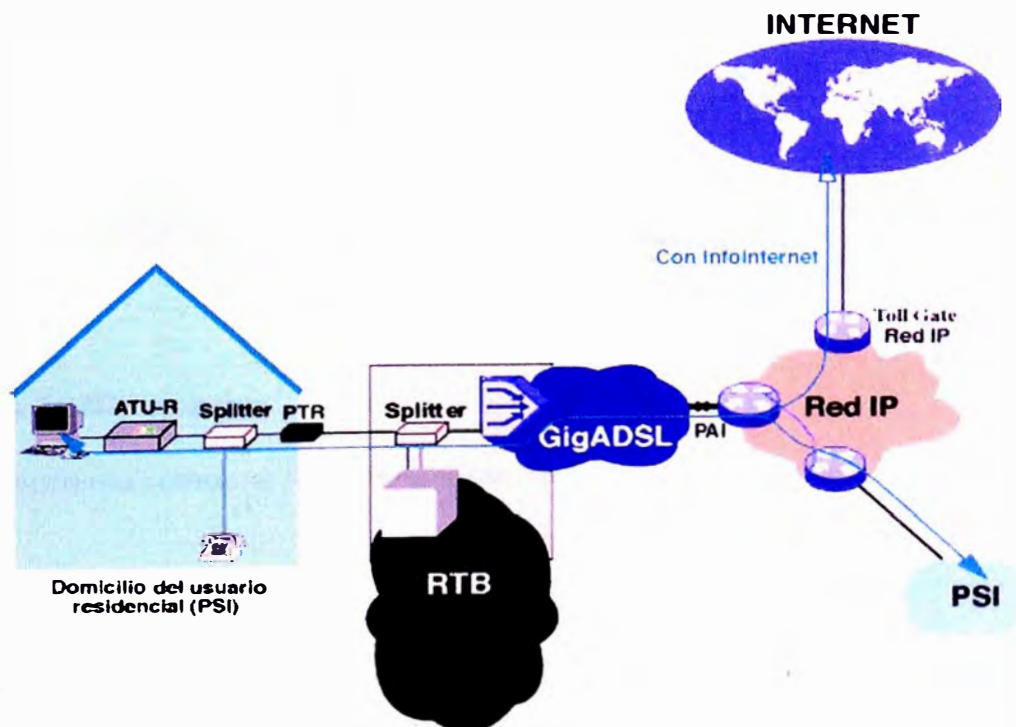 INTERNET
Con InfoInternet
Toll Gate
Red IP
ATU-R
Splitter
PTR
Splitter
GigADSL
PAI
Red IP
RTB
PSI
Domicilio del usuario
residencial (PSI)